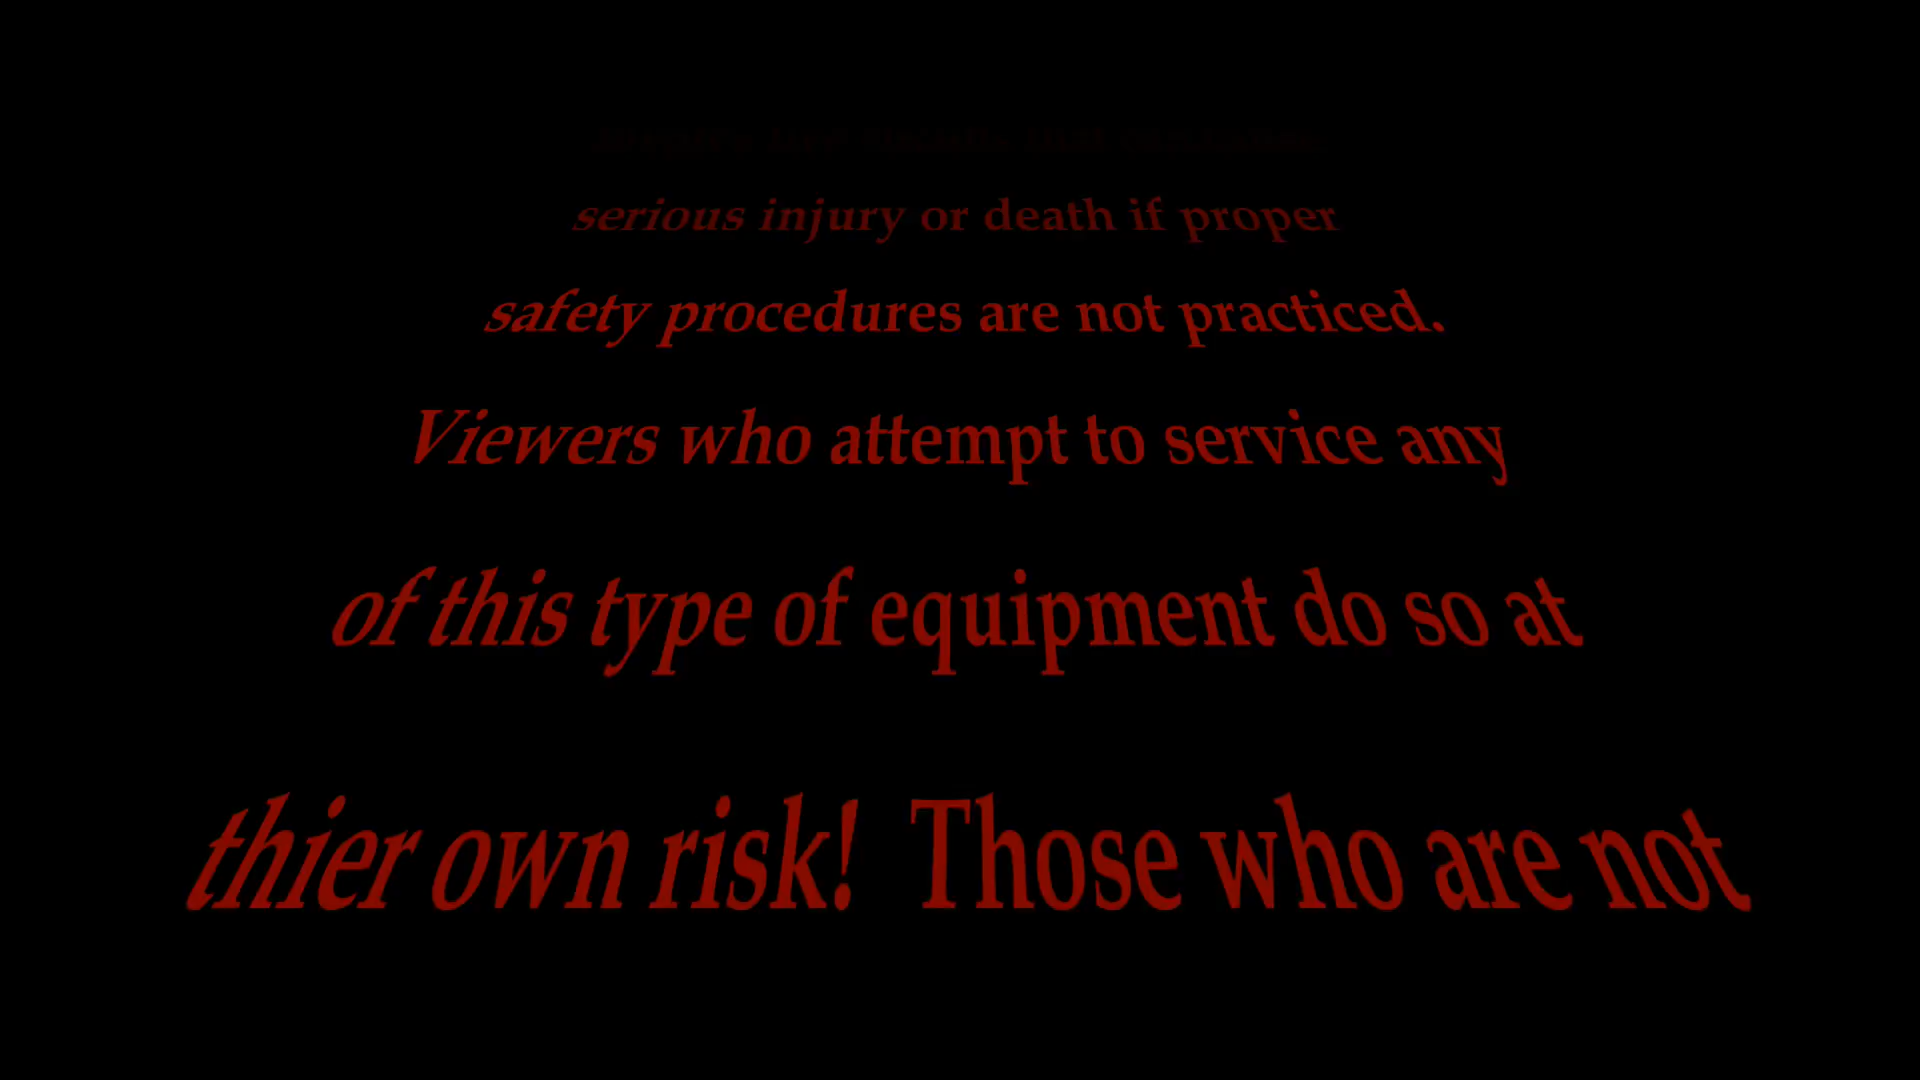 serious injury or death if proper
safety procedures are not practiced.
Viewers who attempt to service any
of this type of equipment do so at
thier own risk!  Those who are not